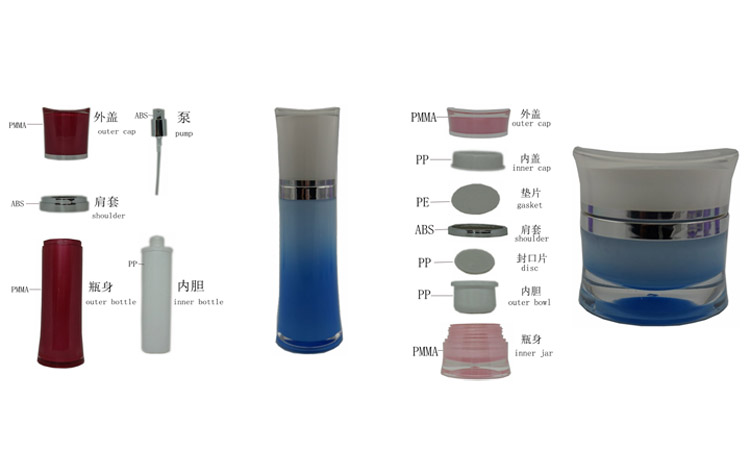 PMMA
外盖
outer cap
ABS
泵
pump
ABS
肩套
shoulder
PMMA
瓶身
outer bottle
PP
内胆
inner bottle
PMMA
外盖
outer cap
PP
内盖
inner cap
PE
垫片
gasket
ABS
肩套
shoulder
PP
封口片
disc
PP
内胆
outer bowl
PMMA
瓶身
inner jar